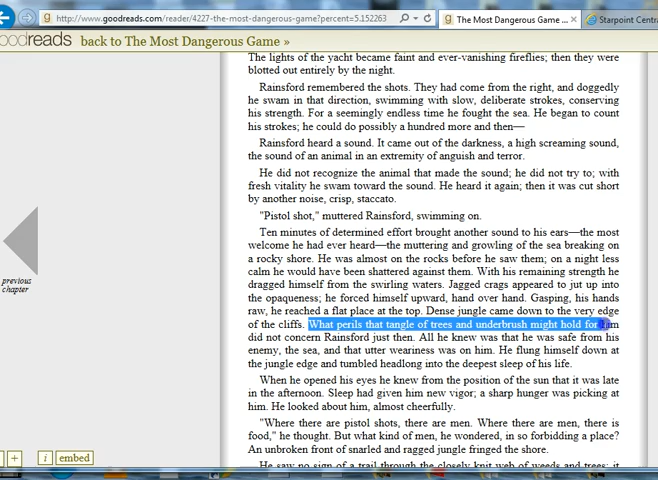 http://www.goodreads.com/reader/4227-the-most-dangerous-game?percent=5.152263
The Most Dangerous Game ...
Starpoint Centra
oodreads back to The Most Dangerous Game »
The lights of the yacht became faint and ever-vanishing fireflies; then they were
blotted out entirely by the night.
Rainsford remembered the shots. They had come from the right, and doggedly
he swam in that direction, swimming with slow, deliberate strokes, conserving
his strength. For a seemingly endless time he fought the sea. He began to count
his strokes; he could do possibly a hundred more and then—
Rainsford heard a sound. It came out of the darkness, a high screaming sound,
the sound of an animal in an extremity of anguish and terror.
He did not recognize the animal that made the sound; he did not try to; with
fresh vitality he swam toward the sound. He heard it again; then it was cut short
by another noise, crisp, staccato.
"Pistol shot," muttered Rainsford, swimming on.
Ten minutes of determined effort brought another sound to his ears—the most
welcome he had ever heard—the muttering and growling of the sea breaking on
a rocky shore. He was almost on the rocks before he saw them; on a night less
calm he would have been shattered against them. With his remaining strength he
dragged himself from the swirling waters. Jagged crags appeared to jut up into
the opaqueness; he forced himself upward, hand over hand. Gasping, his hands
raw, he reached a flat place at the top. Dense jungle came down to the very edge
of the cliffs. What perils that tangle of trees and underbrush might hold for him
did not concern Rainsford just then. All he knew was that he was safe from his
enemy, the sea, and that utter weariness was on him. He flung himself down at
the jungle edge and tumbled headlong into the deepest sleep of his life.
When he opened his eyes he knew from the position of the sun that it was late
in the afternoon. Sleep had given him new vigor; a sharp hunger was picking at
him. He looked about him, almost cheerfully.
"Where there are pistol shots, there are men. Where there are men, there is
food," he thought. But what kind of men, he wondered, in so forbidding a place?
An unbroken front of snarled and ragged jungle fringed the shore.
He saw no sign of a trail through the closely knit web of weeds and trees; it
previous
chapter
+ i embed